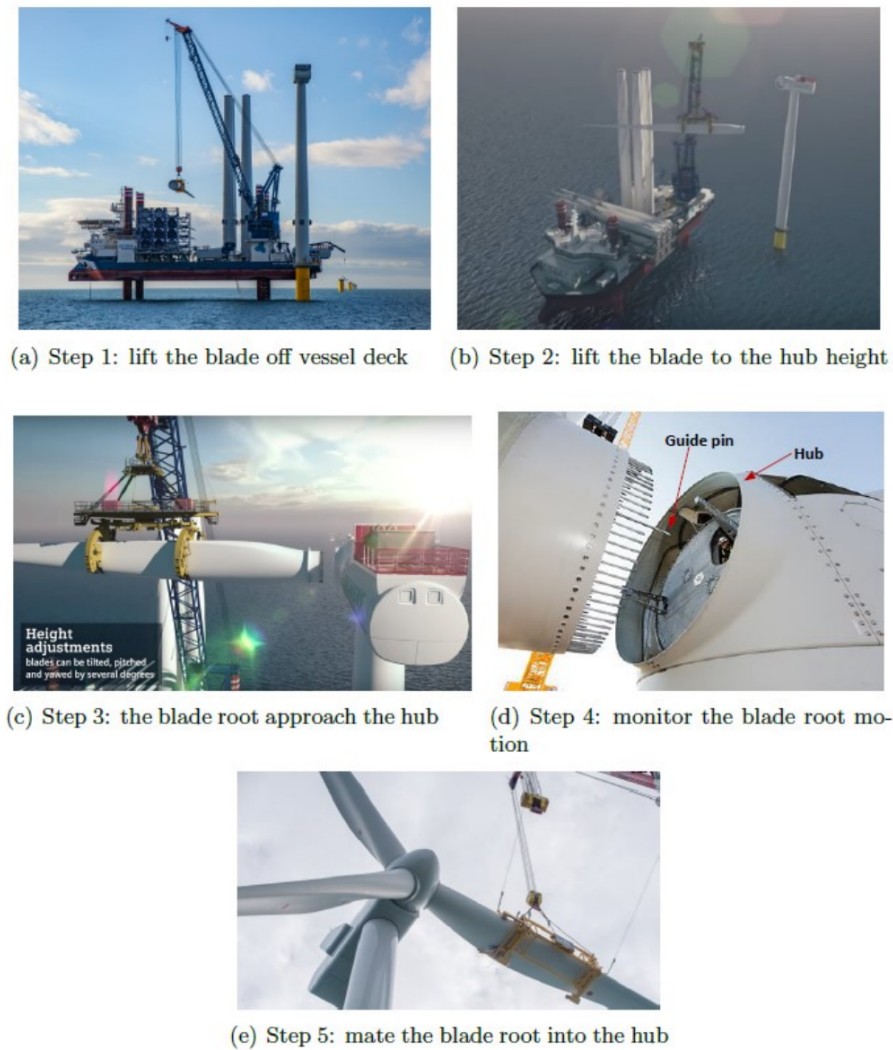 (a) Step 1: lift the blade off vessel deck
(b) Step 2: lift the blade to the hub height
Height
adjustments
blades can be tilted, pitched
and yawed by several degrees
(c) Step 3: the blade root approach the hub
Guide pin
Hub
(d) Step 4: monitor the blade root mo-
tion
(e) Step 5: mate the blade root into the hub